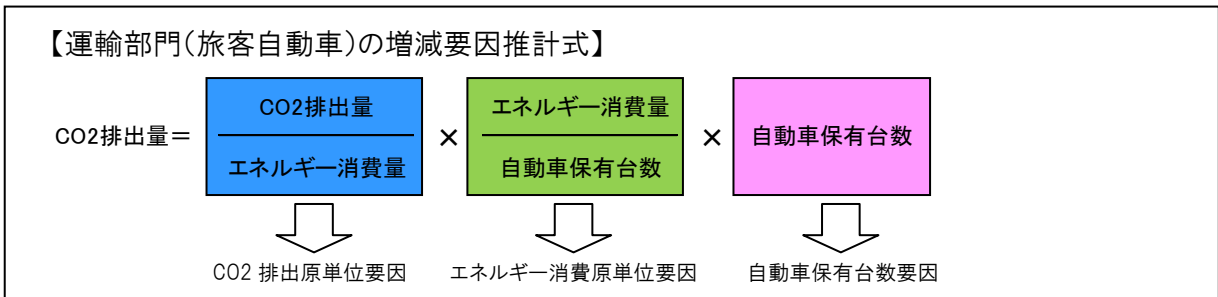 【運輸部門(旅客自動車)の増減要因推計式】
CO2排出量=
CO2排出量
エネルギー消費量
×
エネルギー消費量
自動車保有台数
×
自動車保有台数
CO2 排出原単位要因
エネルギー消費原単位要因
自動車保有台数要因